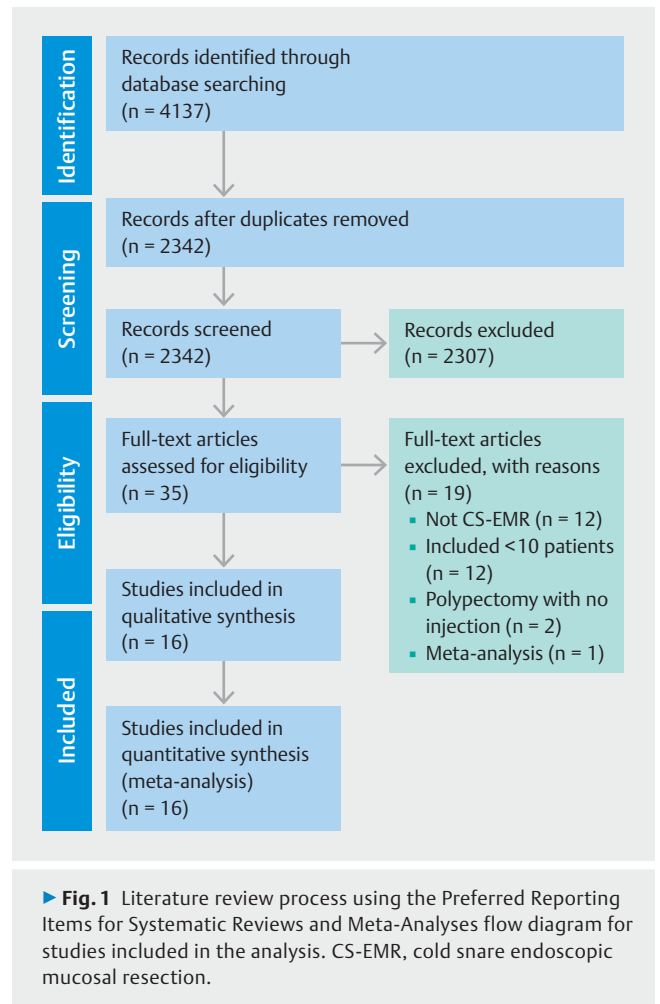 Identification
Records identified through
database searching
(n = 4137)
Screening
Records after duplicates removed
(n = 2342)
Records screened
(n = 2342)
Records excluded
(n = 2307)
Eligibility
Full-text articles
assessed for eligibility
(n = 35)
Full-text articles
excluded, with reasons
(n = 19)
▪ Not CS-EMR (n = 12)
▪ Included <10 patients
(n = 12)
▪ Polypectomy with no
injection (n = 2)
▪ Meta-analysis (n = 1)
Studies included in
qualitative synthesis
(n = 16)
Included
Studies included in
quantitative synthesis
(meta-analysis)
(n = 16)
► Fig. 1 Literature review process using the Preferred Reporting
Items for Systematic Reviews and Meta-Analyses flow diagram for
studies included in the analysis. CS-EMR, cold snare endoscopic
mucosal resection.